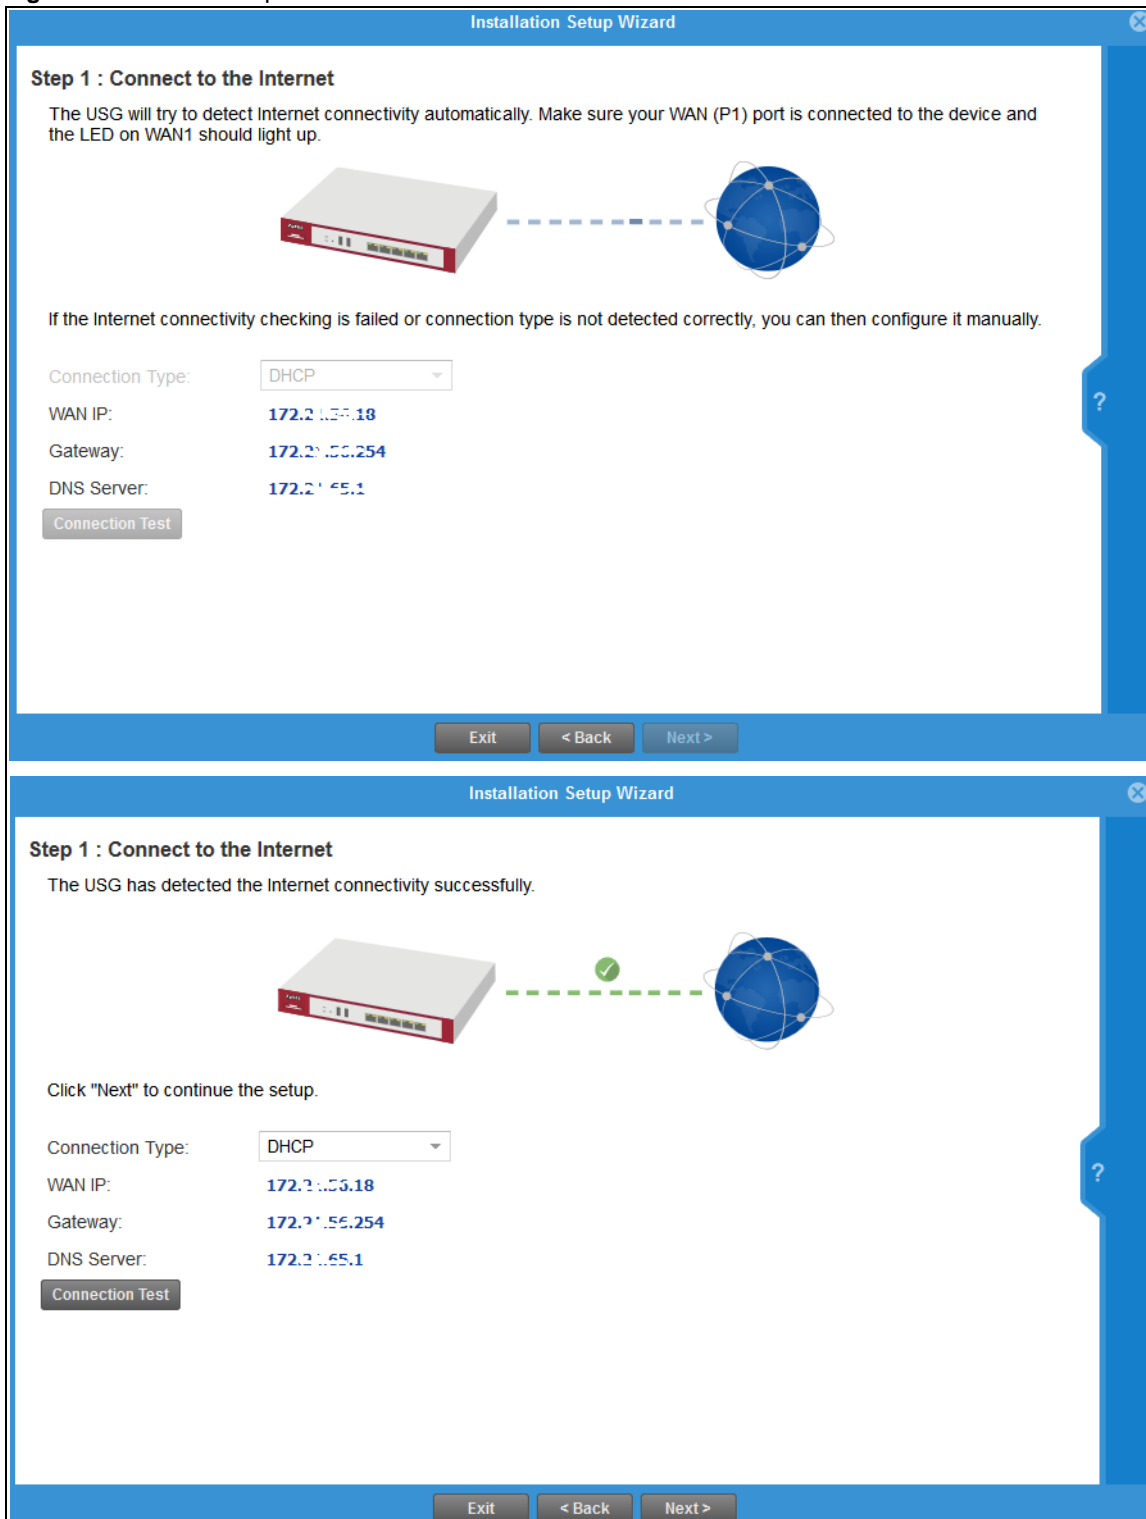 Installation Setup Wizard
Step 1 : Connect to the Internet
The USG will try to detect Internet connectivity automatically. Make sure your WAN (P1) port is connected to the device and
the LED on WAN1 should light up.
If the Internet connectivity checking is failed or connection type is not detected correctly, you can then configure it manually.
Connection Type: DHCP
?
WAN IP:
Gateway:
DNS Server:
Connection Test
Exit < Back Next >
Installation Setup Wizard
Step 1 : Connect to the Internet
The USG has detected the Internet connectivity successfully.
Click "Next" to continue the setup.
Connection Type: DHCP
?
WAN IP:
Gateway:
DNS Server:
Connection Test
Exit < Back Next >